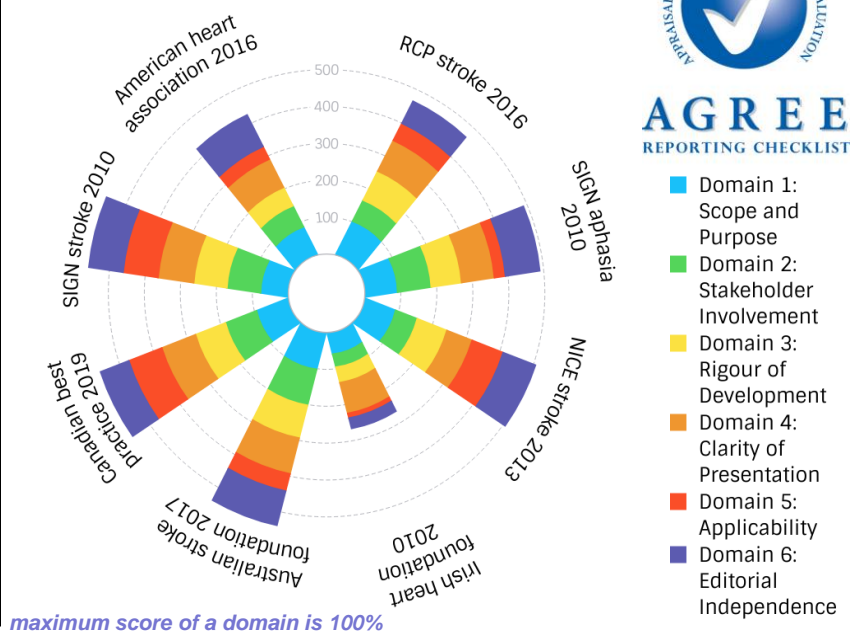 American heart
association 2016
RCP stroke 2016
SIGN aphasia
2010
NICE stroke 2013
Irish heart
foundation
2010
Australian stroke
foundation 2017
Canadian best
practice 2019
SIGN stroke 2010
500
400
300
200
100
maximum score of a domain is 100%
AGREE
REPORTING CHECKLIST
Domain 1:
Scope and
Purpose
Domain 2:
Stakeholder
Involvement
Domain 3:
Rigour of
Development
Domain 4:
Clarity of
Presentation
Domain 5:
Applicability
Domain 6:
Editorial
Independence